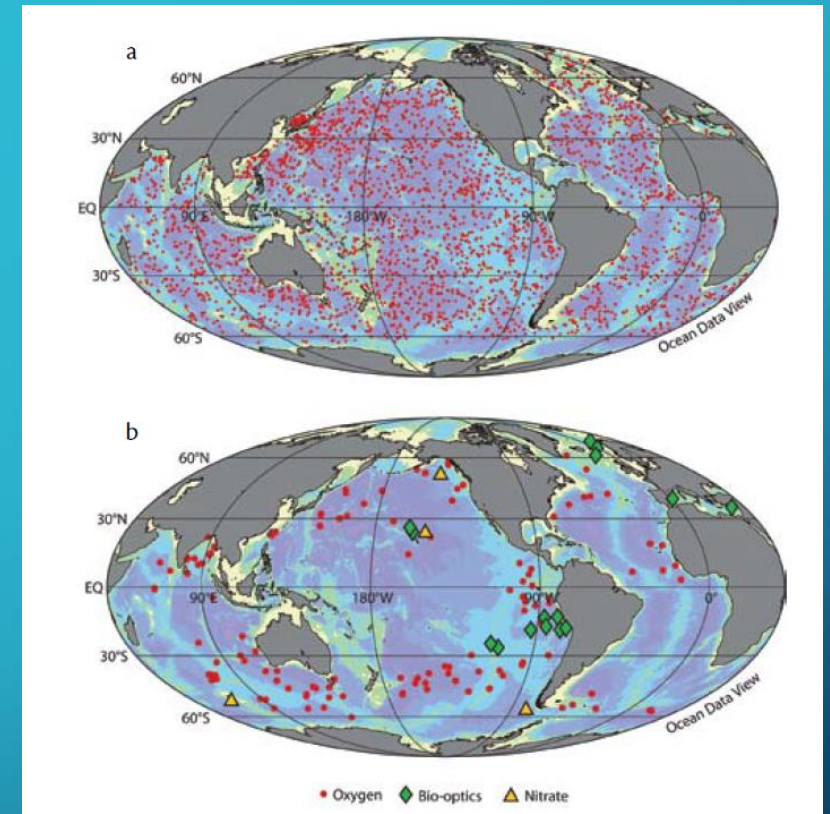 a
60°N
30°N
EQ
90°E
180°W
90°W
0°
30°S
60°S
Ocean Data View
b
60°N
30°N
EQ
90°E
180°W
90°W
0°
30°S
60°S
Ocean Data View
Oxygen Bio-optics Nitrate